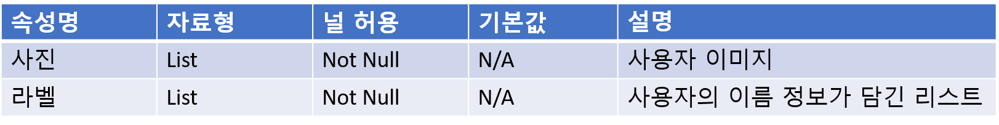 속성명 자료형 널 허용 기본값 설명
사진 List Not Null N/A 사용자 이미지
라벨 List Not Null N/A 사용자의 이름 정보가 담긴 리스트